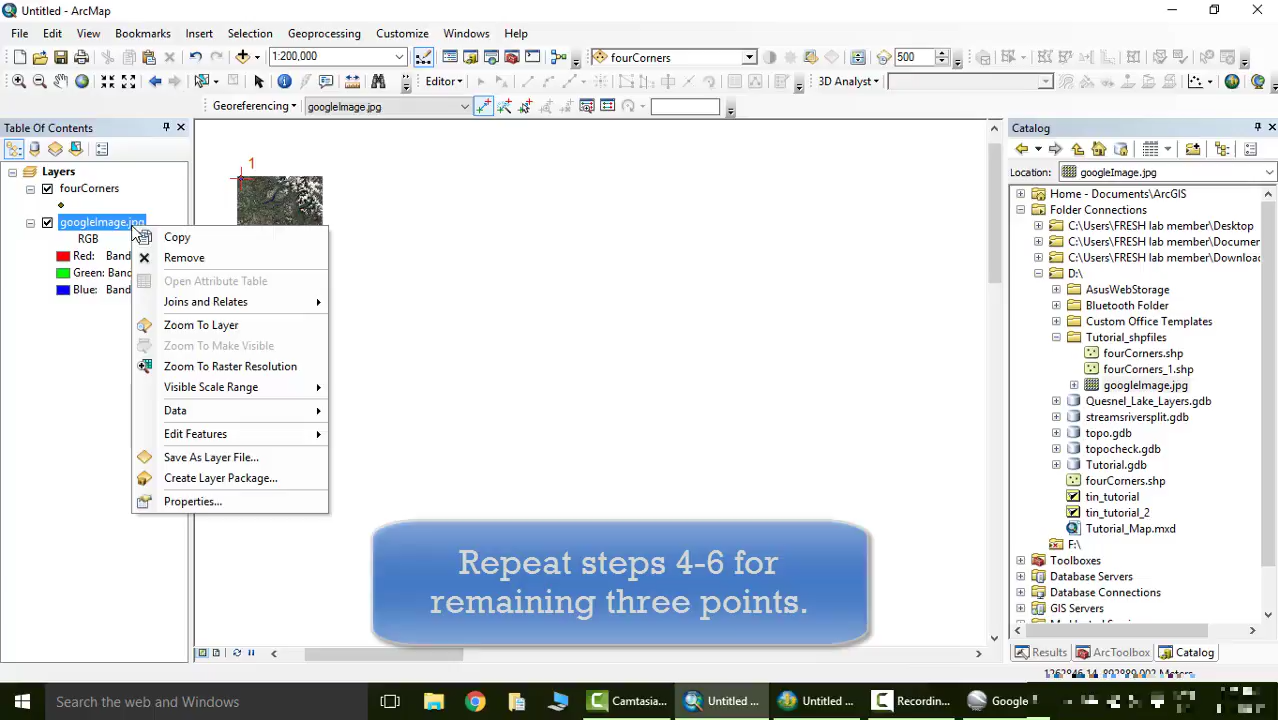 Untitled - ArcMap
File Edit View Bookmarks Insert Selection Geoprocessing Customize Windows Help
1:200,000 fourCorners 500
Editor 3D Analyst
Georeferencing googleImage.jpg
Table Of Contents
Layers
fourCorners
googleImage.jpg
RGB
Red: Band
Green: Band
Blue: Band
Copy
Remove
Open Attribute Table
Joins and Relates
Zoom To Layer
Zoom To Make Visible
Zoom To Raster Resolution
Visible Scale Range
Data
Edit Features
Save As Layer File...
Create Layer Package...
Properties...
1
Repeat steps 4-6 for
remaining three points.
Catalog
Location: googleImage.jpg
Home - Documents\ArcGIS
Folder Connections
C:\Users\FRESH lab member\Desktop
C:\Users\FRESH lab member\Documer
C:\Users\FRESH lab member\Downloa
D:\
AsusWebStorage
Bluetooth Folder
Custom Office Templates
Tutorial_shpfiles
fourCorners.shp
fourCorners_1.shp
googleImage.jpg
Quesnel_Lake_Layers.gdb
streamsriversplit.gdb
topo.gdb
topocheck.gdb
Tutorial.gdb
fourCorners.shp
tin_tutorial
tin_tutorial_2
Tutorial_Map.mxd
F:\
Toolboxes
Database Servers
Database Connections
GIS Servers
Results ArcToolbox Catalog
Search the web and Windows
Camtasia... Untitled ... Untitled ... Recordin... Google